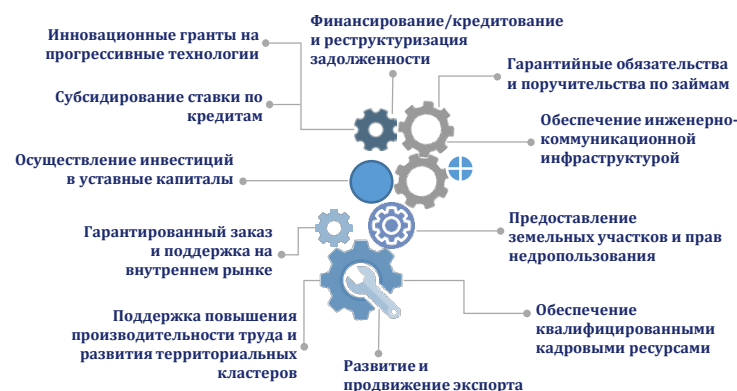 Инновационные гранты на
прогрессивные технологии
Финансирование/кредитование
и реструктуризация
задолженности
Гарантийные обязательства
и поручительства по займам
Субсидирование ставки по
кредитам
Обеспечение инженерно-
коммуникационной
инфраструктурой
Осуществление инвестиций
в уставные капиталы
Гарантированный заказ
и поддержка на
внутреннем рынке
Предоставление
земельных участков и прав
недропользования
Поддержка повышения
производительности труда и
развития территориальных
кластеров
Обеспечение
квалифицированными
кадровыми ресурсами
Развитие и
продвижение экспорта